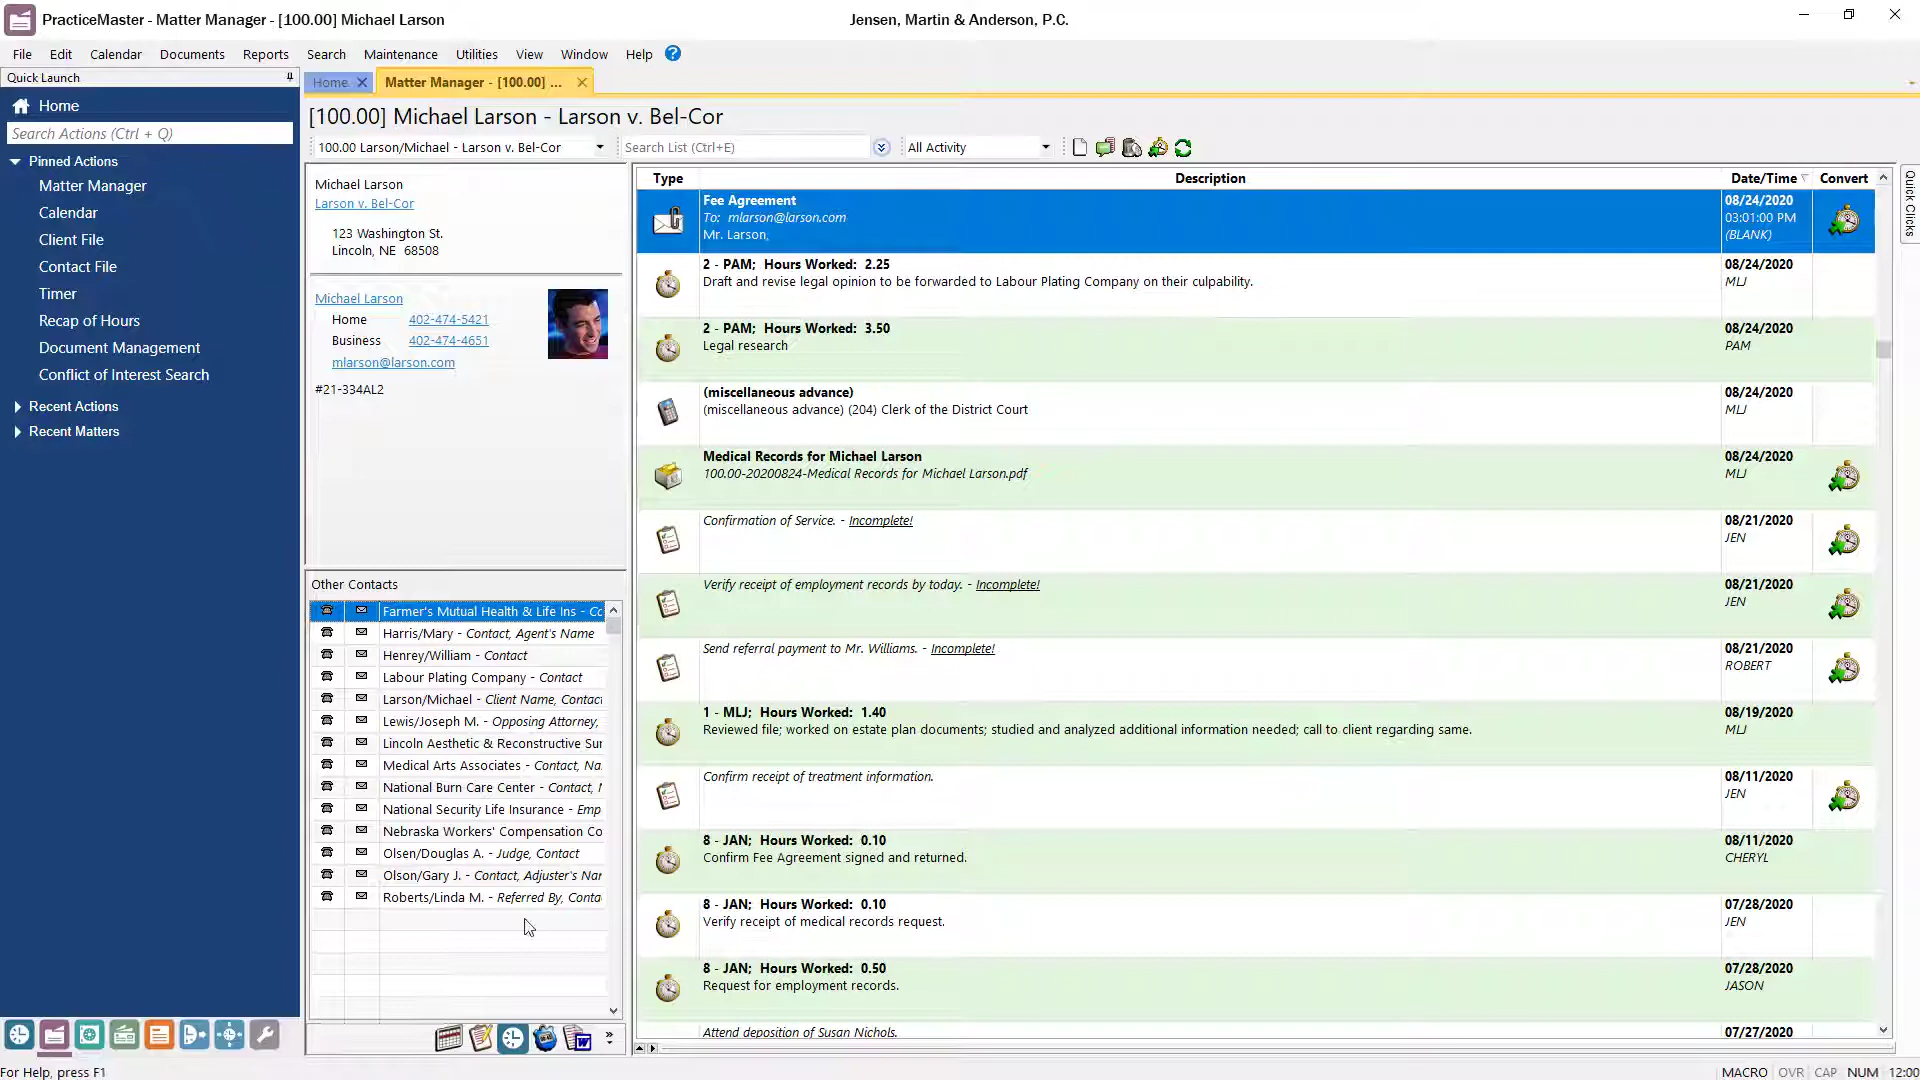 PracticeMaster - Matter Manager - [100.00] Michael Larson
Jensen, Martin & Anderson, P.C.
File Edit Calendar Documents Reports Search Maintenance Utilities View Window Help
Quick Launch
Home
Search Actions (Ctrl + Q)
Pinned Actions
Matter Manager
Calendar
Client File
Contact File
Timer
Recap of Hours
Document Management
Conflict of Interest Search
Recent Actions
Recent Matters
Home
Matter Manager - [100.00] ...
[100.00] Michael Larson - Larson v. Bel-Cor
100.00 Larson/Michael - Larson v. Bel-Cor
Search List (Ctrl+E)
All Activity
Michael Larson
Larson v. Bel-Cor
123 Washington St.
Lincoln, NE 68508
Michael Larson
Home 402-474-5421
Business 402-474-4651
mlarson@larson.com
#21-334AL2
Other Contacts
Farmer's Mutual Health & Life Ins - Co
Harris/Mary - Contact, Agent's Name
Henrey/William - Contact
Labour Plating Company - Contact
Larson/Michael - Client Name, Contact
Lewis/Joseph M. - Opposing Attorney,
Lincoln Aesthetic & Reconstructive Sur
Medical Arts Associates - Contact, Na
National Burn Care Center - Contact,
National Security Life Insurance - Emp
Nebraska Workers' Compensation Co
Olsen/Douglas A. - Judge, Contact
Olson/Gary J. - Contact, Adjuster's Nar
Roberts/Linda M. - Referred By, Conta
Type Description Date/Time Convert
Fee Agreement 08/24/2020
To: mlarson@larson.com 03:01:00 PM
Mr. Larson, (BLANK)
2 - PAM; Hours Worked: 2.25 08/24/2020
Draft and revise legal opinion to be forwarded to Labour Plating Company on their culpability. MLJ
2 - PAM; Hours Worked: 3.50 08/24/2020
Legal research PAM
(miscellaneous advance) 08/24/2020
(miscellaneous advance) (204) Clerk of the District Court MLJ
Medical Records for Michael Larson 08/24/2020
100.00-20200824-Medical Records for Michael Larson.pdf MLJ
Confirmation of Service. - Incomplete! 08/21/2020
JEN
Verify receipt of employment records by today. - Incomplete! 08/21/2020
JEN
Send referral payment to Mr. Williams. - Incomplete! 08/21/2020
ROBERT
1 - MLJ; Hours Worked: 1.40 08/19/2020
Reviewed file; worked on estate plan documents; studied and analyzed additional information needed; call to client regarding same. MLJ
Confirm receipt of treatment information. 08/11/2020
JEN
8 - JAN; Hours Worked: 0.10 08/11/2020
Confirm Fee Agreement signed and returned. CHERYL
8 - JAN; Hours Worked: 0.10 07/28/2020
Verify receipt of medical records request. JEN
8 - JAN; Hours Worked: 0.50 07/28/2020
Request for employment records. JASON
Attend deposition of Susan Nichols. 07/27/2020
Quick Clicks
For Help, press F1
MACRO OVR CAP NUM 12:00